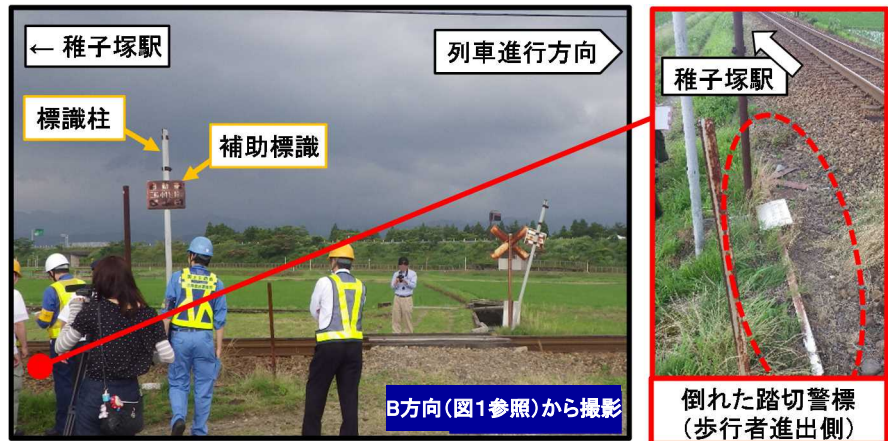 ← 稚子塚駅
列車進行方向
標識柱
補助標識
B方向(図1参照)から撮影
稚子塚駅
倒れた踏切警標
(歩行者進出側)